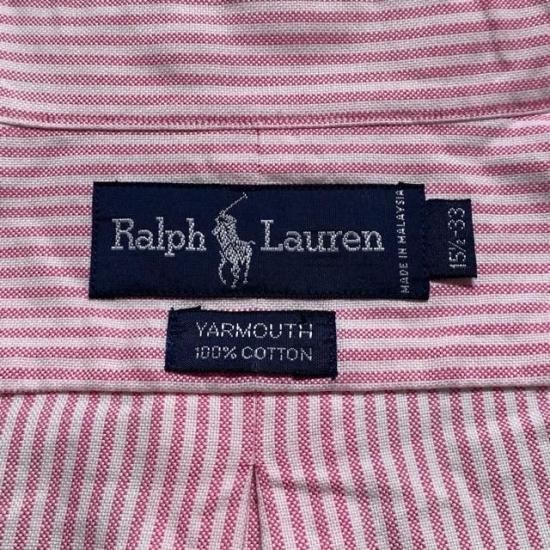 Ralph Lauren
MADE IN MALAYSIA
15½-33
YARMOUTH
100% COTTON